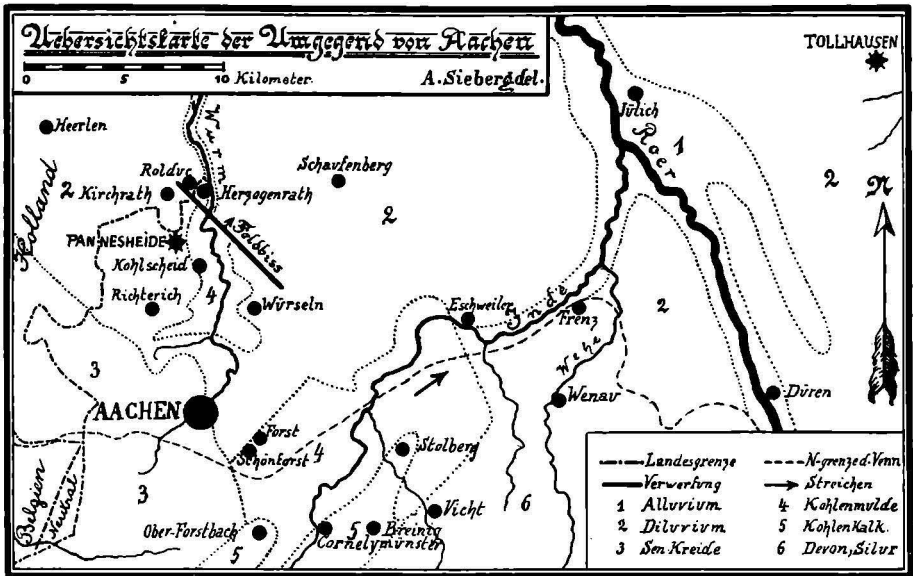 Uebersichtskarte der Umgegend von Aachen
0 5 10 Kilometer.
A. Sieberg del.
TOLLHAUSEN
Jülich
Heerlen
Wurm
Roer
1
Schaufenberg
Rolduc
Holland
2
Kirchrath
Herzogenrath
2
2
N
A. Feldbiss
PANNESHEIDE
Kohlscheid
4
Richterich
Würseln
Eschweiler
Inde
Frenz
2
Wehe
3
AACHEN
Wenau
Düren
Forst
Schönforst
4
Stolberg
3
Belgien
Neutral
Vicht
6
Ober-Forstbach
5
Cornelymünster
5
Breinig
Landesgrenze
N-grenze d. Venn
Verwerfung
Streichen
1 Alluvium
4 Kohlenmulde
2 Diluvium
5 Kohlenkalk.
3 Sen. Kreide
6 Devon, Silur